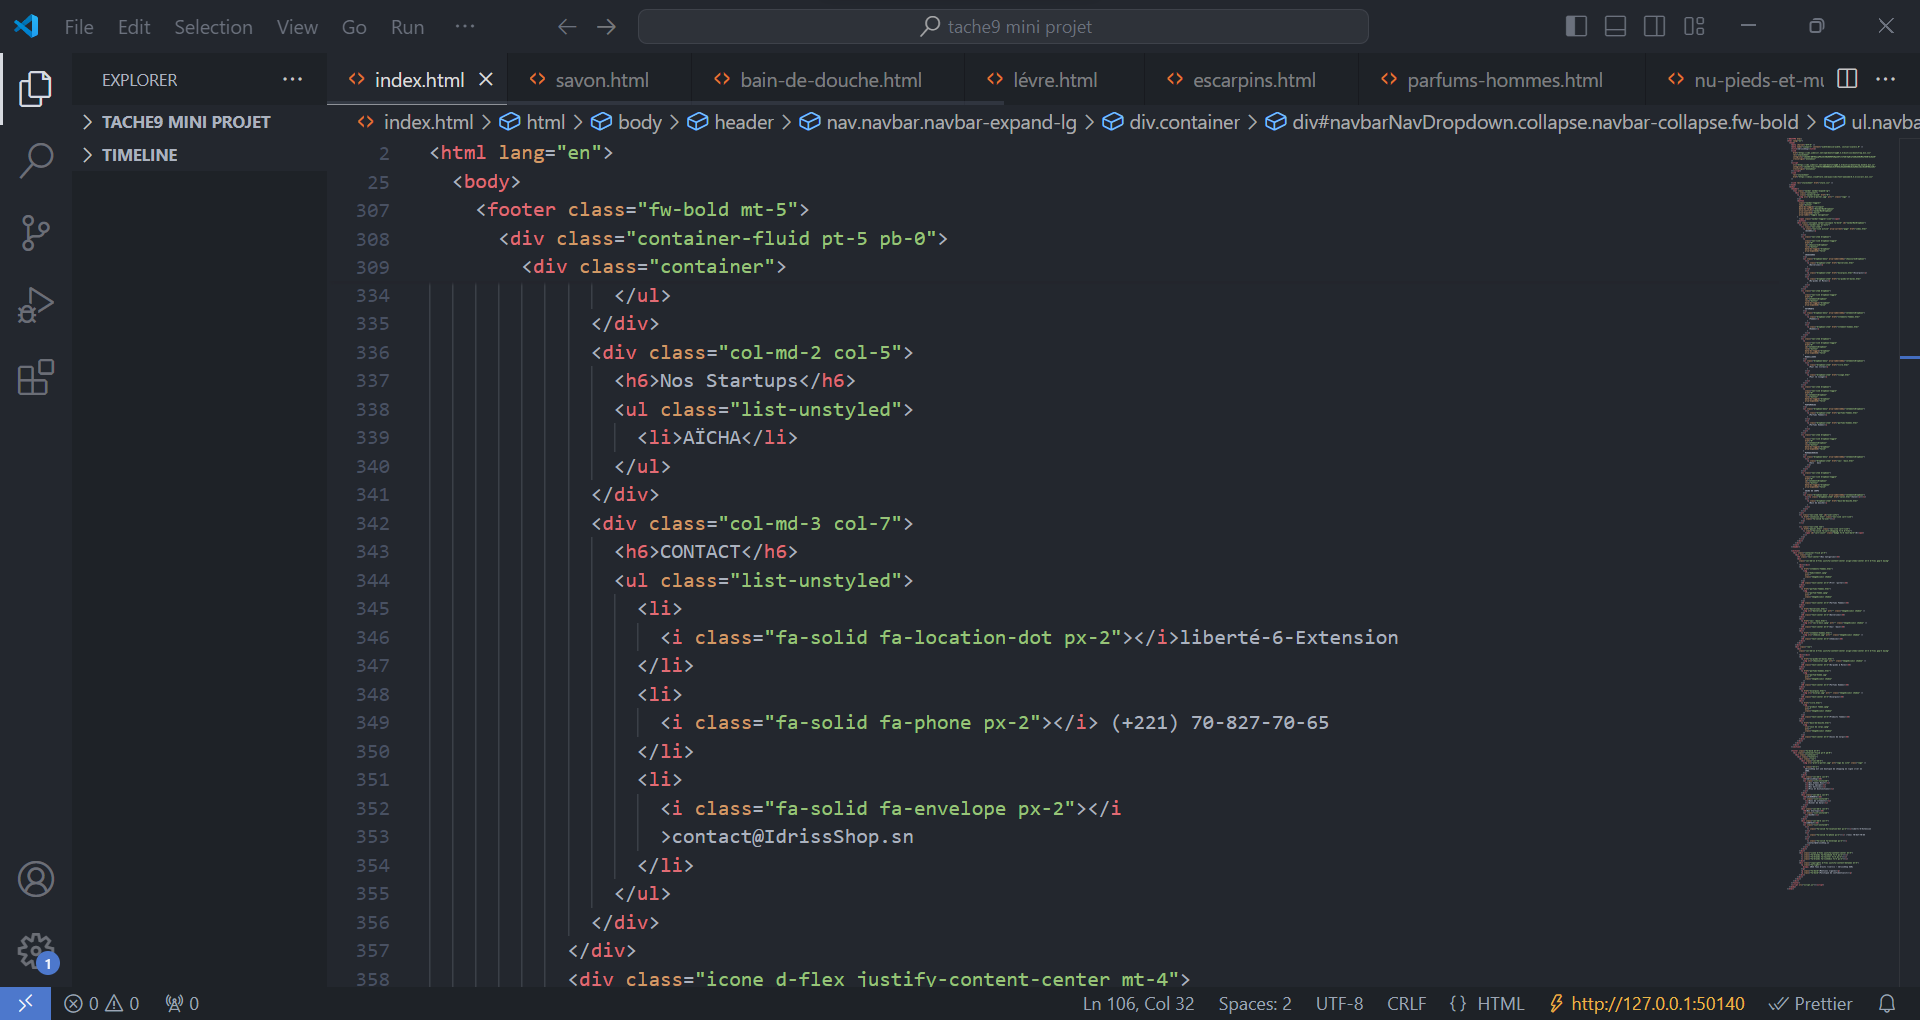 File Edit Selection View Go Run ···
tache9 mini projet
EXPLORER
TACHE9 MINI PROJET
TIMELINE
index.html
savon.html
bain-de-douche.html
lévre.html
escarpins.html
parfums-hommes.html
nu-pieds-et-mu
index.html > html > body > header > nav.navbar.navbar-expand-lg > div.container > div#navbarNavDropdown.collapse.navbar-collapse.fw-bold > ul.navba
2 <html lang="en">
25 <body>
307 <footer class="fw-bold mt-5">
308 <div class="container-fluid pt-5 pb-0">
309 <div class="container">
334 </ul>
335 </div>
336 <div class="col-md-2 col-5">
337 <h6>Nos Startups</h6>
338 <ul class="list-unstyled">
339 <li>AÏCHA</li>
340 </ul>
341 </div>
342 <div class="col-md-3 col-7">
343 <h6>CONTACT</h6>
344 <ul class="list-unstyled">
345 <li>
346 <i class="fa-solid fa-location-dot px-2"></i>liberté-6-Extension
347 </li>
348 <li>
349 <i class="fa-solid fa-phone px-2"></i> (+221) 70-827-70-65
350 </li>
351 <li>
352 <i class="fa-solid fa-envelope px-2"></i
353 >contact@IdrissShop.sn
354 </li>
355 </ul>
356 </div>
357 </div>
358 <div class="icone d-flex justify-content-center mt-4">
1
0 0 0
Ln 106, Col 32 Spaces: 2 UTF-8 CRLF {} HTML http://127.0.0.1:50140 Prettier